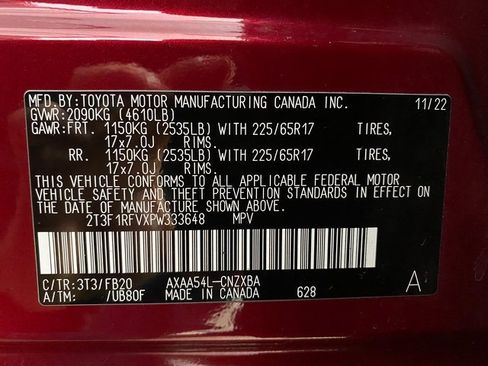 MFD.BY:TOYOTA MOTOR MANUFACTURING CANADA INC. 11/22
GVWR:2090KG (4610LB)
GAWR:FRT. 1150KG (2535LB) WITH 225/65R17 TIRES,
17x7.0J RIMS.
RR. 1150KG (2535LB) WITH 225/65R17 TIRES,
17x7.0J RIMS.
THIS VEHICLE CONFORMS TO ALL APPLICABLE FEDERAL MOTOR
VEHICLE SAFETY AND THEFT PREVENTION STANDARDS IN EFFECT ON
THE DATE OF MANUFACTURE SHOWN ABOVE.
2T3F1RFVXPW333648 MPV
C/TR:3T3/FB20 AXAA54L-CNZXBA
A/TM: /UB80F MADE IN CANADA 628 A